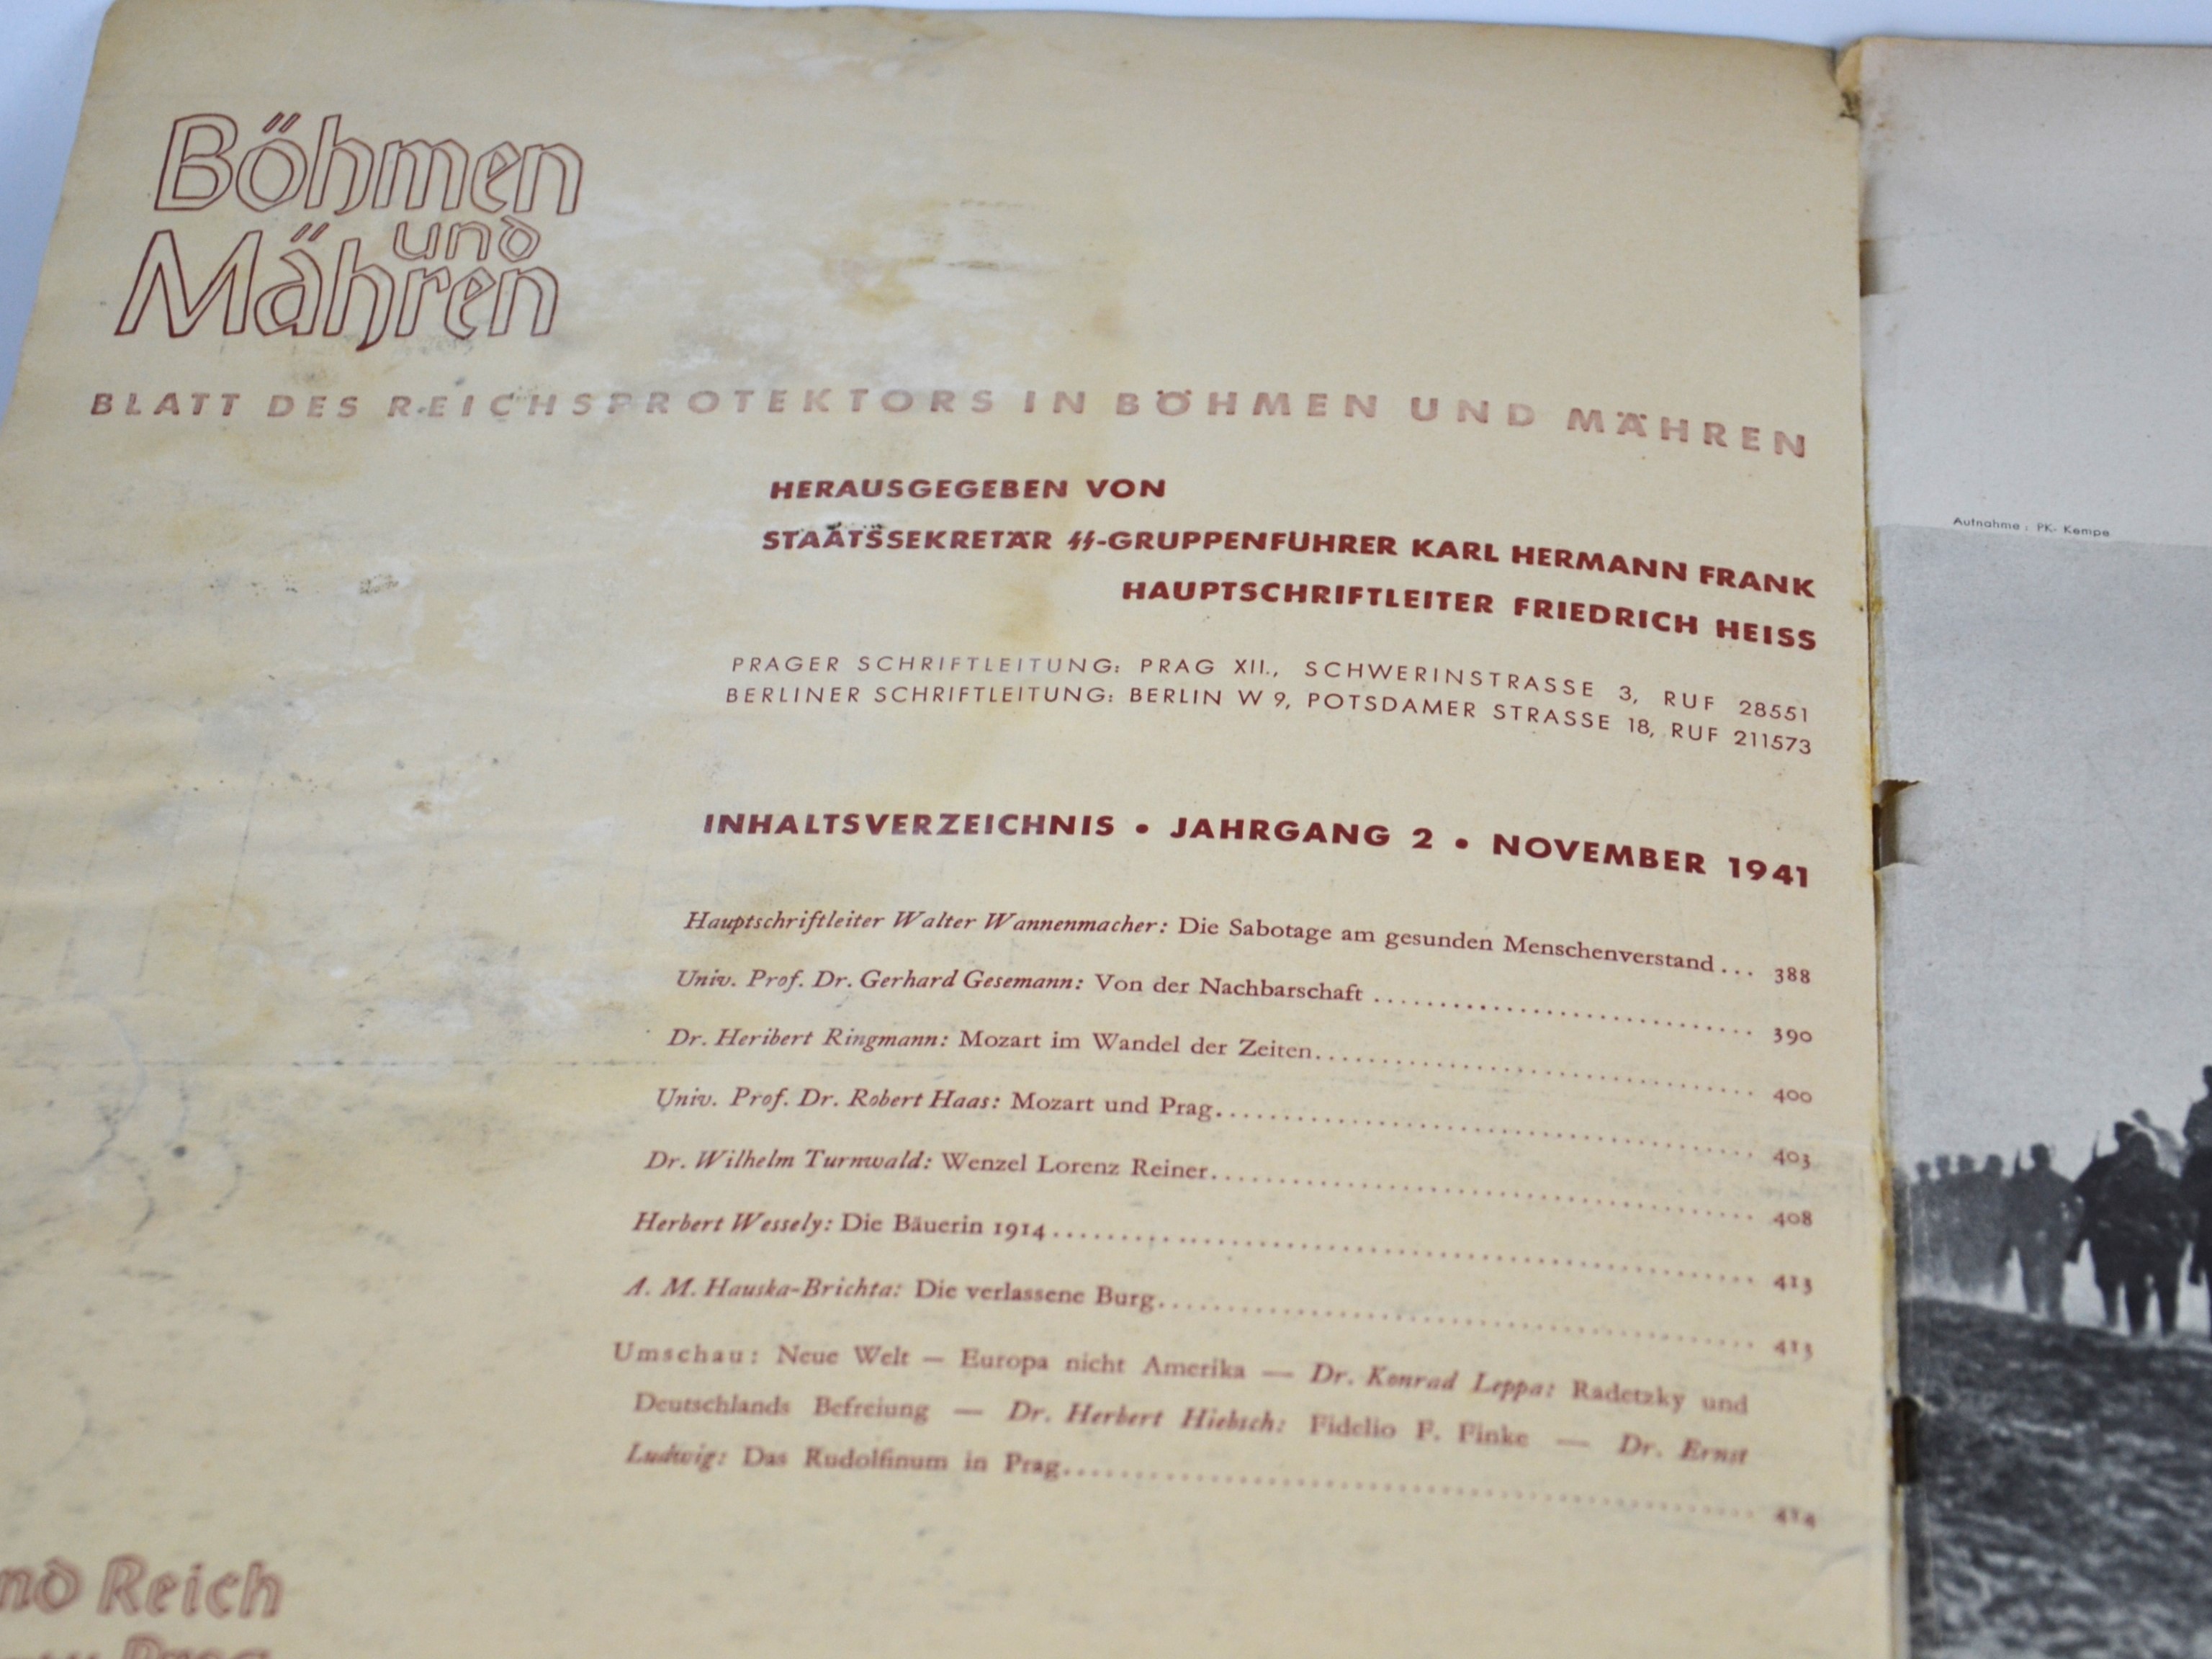 Böhmen
und
Mähren
BLATT DES REICHSPROTEKTORS IN BÖHMEN UND MÄHREN
HERAUSGEGEBEN VON
STAATSSEKRETÄR ᛋᛋ-GRUPPENFÜHRER KARL HERMANN FRANK
HAUPTSCHRIFTLEITER FRIEDRICH HEISS
PRAGER SCHRIFTLEITUNG: PRAG XII., SCHWERINSTRASSE 3, RUF 28551
BERLINER SCHRIFTLEITUNG: BERLIN W 9, POTSDAMER STRASSE 18, RUF 211573
INHALTSVERZEICHNIS • JAHRGANG 2 • NOVEMBER 1941
Hauptschriftleiter Walter Wannenmacher: Die Sabotage am gesunden Menschenverstand ... 388
Univ. Prof. Dr. Gerhard Gesemann: Von der Nachbarschaft ... 390
Dr. Heribert Ringmann: Mozart im Wandel der Zeiten ... 400
Univ. Prof. Dr. Robert Haas: Mozart und Prag ... 403
Dr. Wilhelm Turnwald: Wenzel Lorenz Reiner ... 408
Herbert Wessely: Die Bäuerin 1914 ... 413
A. M. Hauska-Brichta: Die verlassene Burg ... 413
Umschau: Neue Welt — Europa nicht Amerika — Dr. Konrad Leppa: Radetzky und
Deutschlands Befreiung — Dr. Herbert Hiebsch: Fidelio F. Finke — Dr. Ernst
Ludwig: Das Rudolfinum in Prag ... 414
Reich
Aufnahme: PK-Kempe